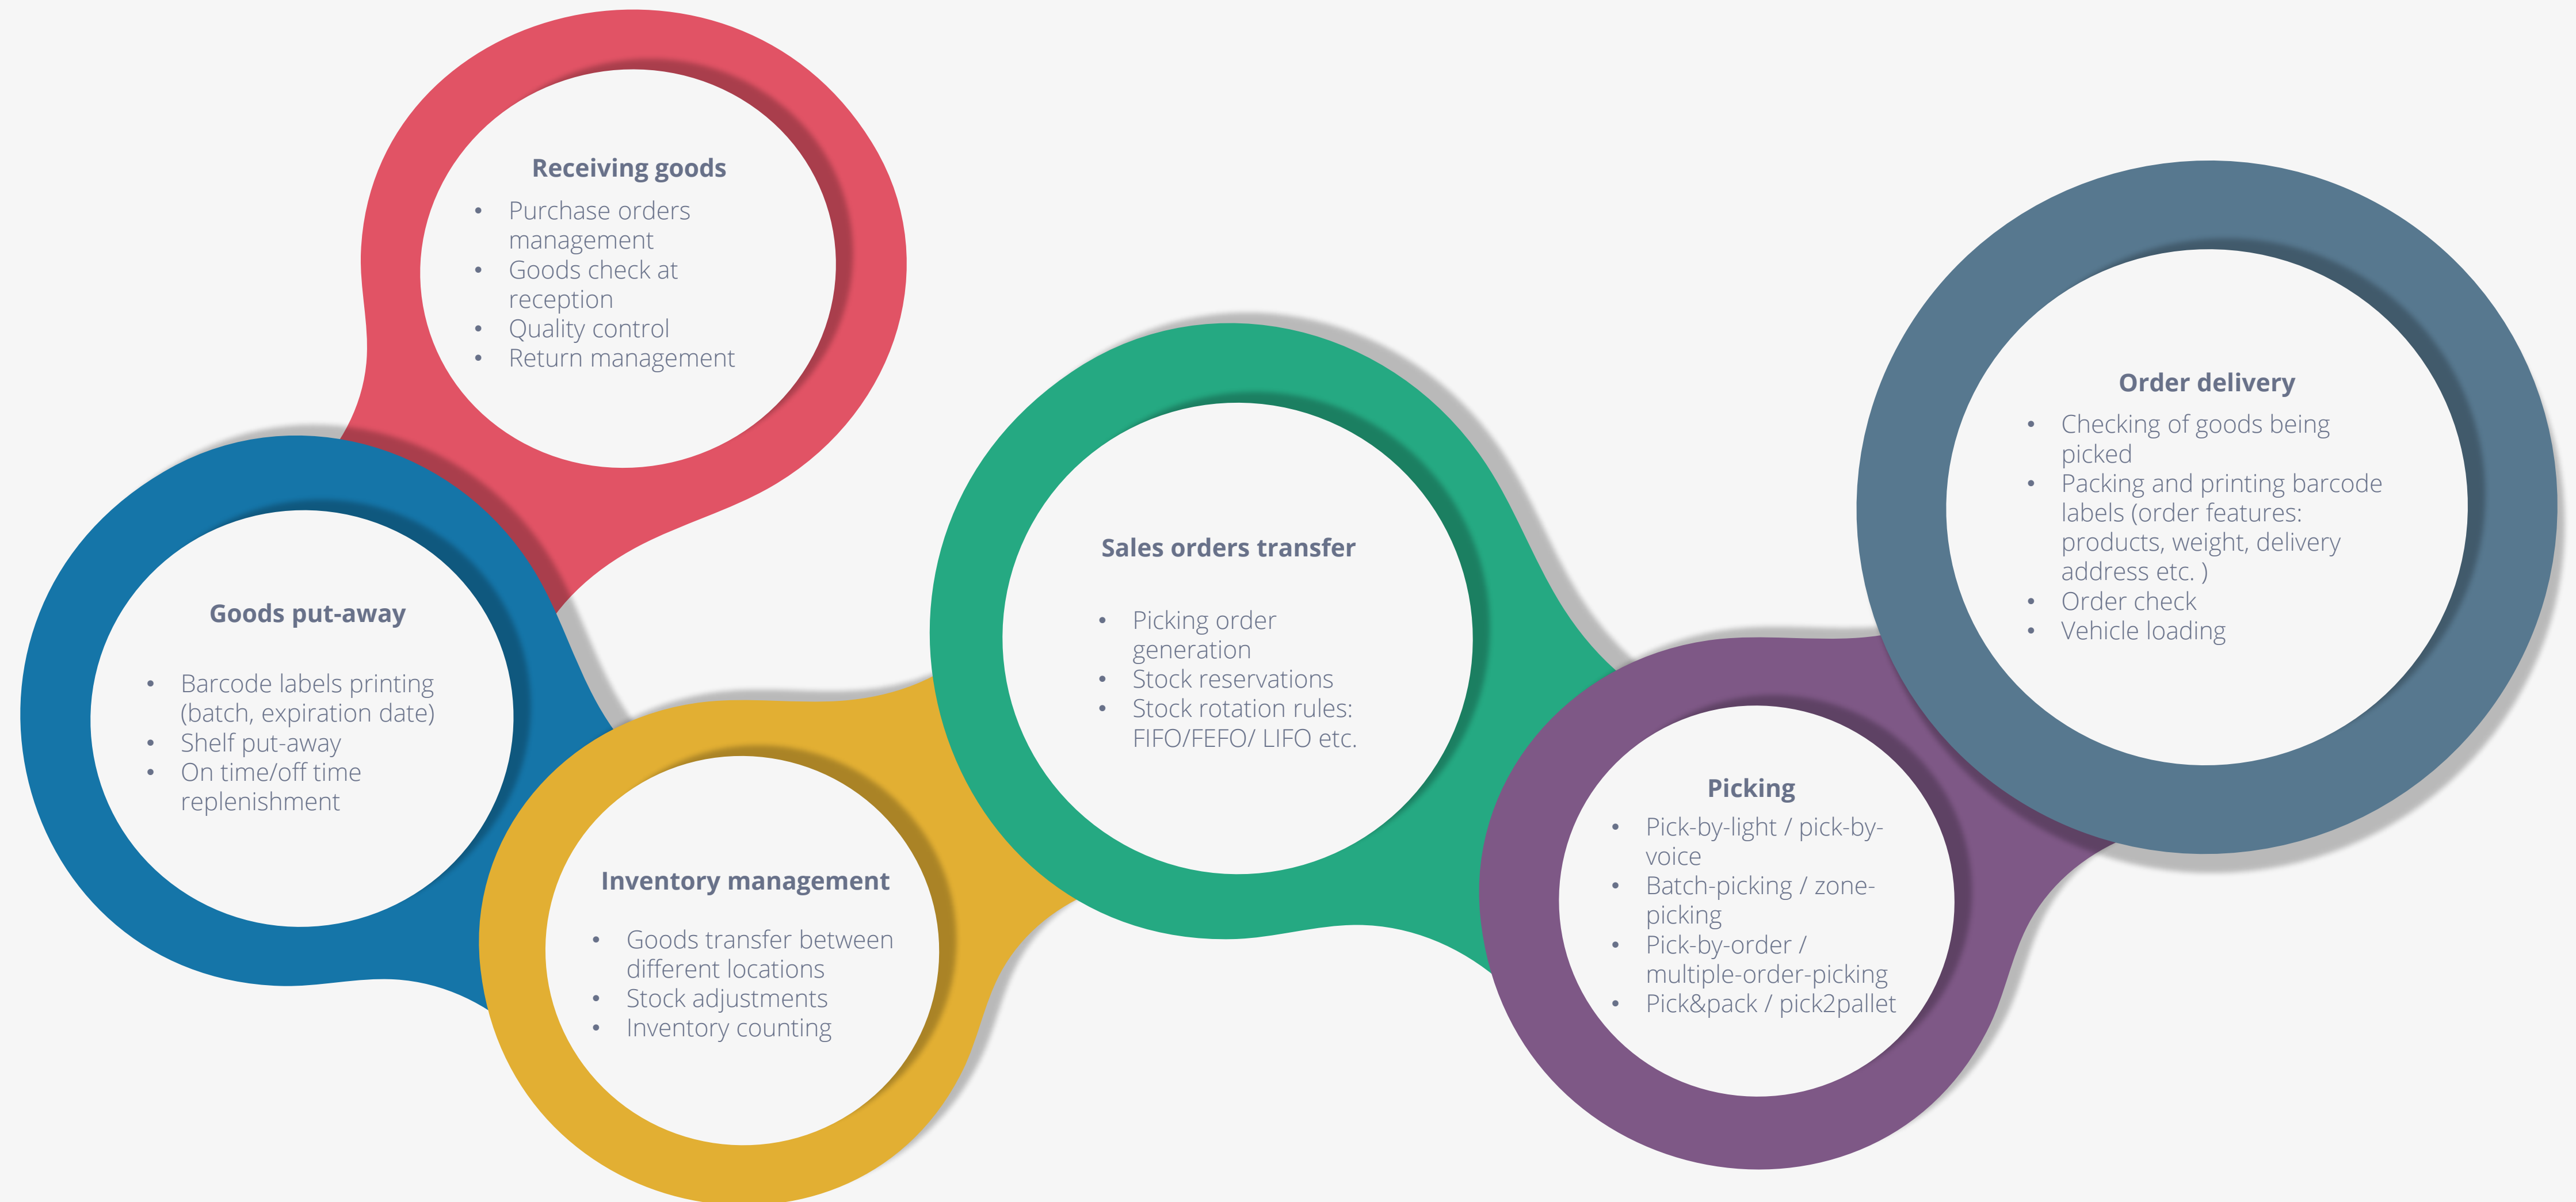 Receiving goods
• Purchase orders
management
• Goods check at
reception
• Quality control
• Return management
Goods put-away
• Barcode labels printing
(batch, expiration date)
• Shelf put-away
• On time/off time
replenishment
Inventory management
• Goods transfer between
different locations
• Stock adjustments
• Inventory counting
Sales orders transfer
• Picking order
generation
• Stock reservations
• Stock rotation rules:
FIFO/FEFO/ LIFO etc.
Picking
• Pick-by-light / pick-by-
voice
• Batch-picking / zone-
picking
• Pick-by-order /
multiple-order-picking
• Pick&pack / pick2pallet
Order delivery
• Checking of goods being
picked
• Packing and printing barcode
labels (order features:
products, weight, delivery
address etc. )
• Order check
• Vehicle loading